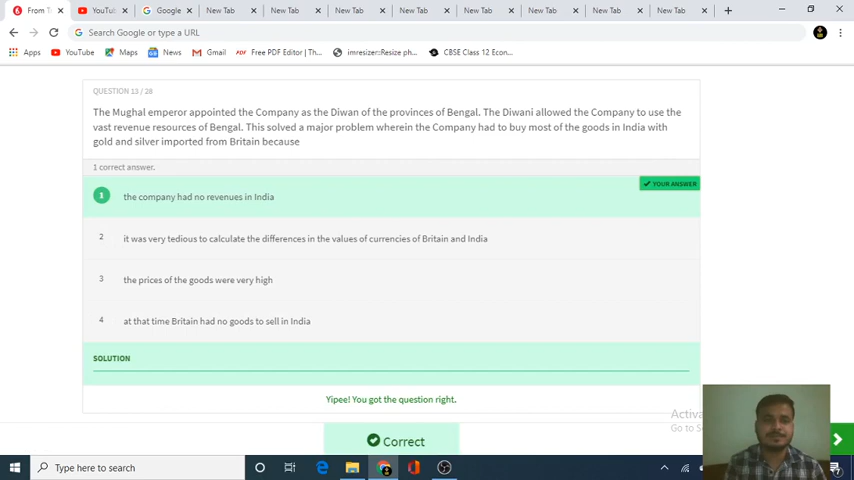 From T
YouTu
Google
New Tab
New Tab
New Tab
New Tab
New Tab
New Tab
New Tab
New Tab
Search Google or type a URL
Apps
YouTube
Maps
News
Gmail
PDF Free PDF Editor | Th...
imresizer:Resize ph...
CBSE Class 12 Econ...
QUESTION 13 / 28
The Mughal emperor appointed the Company as the Diwan of the provinces of Bengal. The Diwani allowed the Company to use the
vast revenue resources of Bengal. This solved a major problem wherein the Company had to buy most of the goods in India with
gold and silver imported from Britain because
1 correct answer.
YOUR ANSWER
1 the company had no revenues in India
2 it was very tedious to calculate the differences in the values of currencies of Britain and India
3 the prices of the goods were very high
4 at that time Britain had no goods to sell in India
SOLUTION
Yipee! You got the question right.
Activa
Go to S
Correct
Type here to search